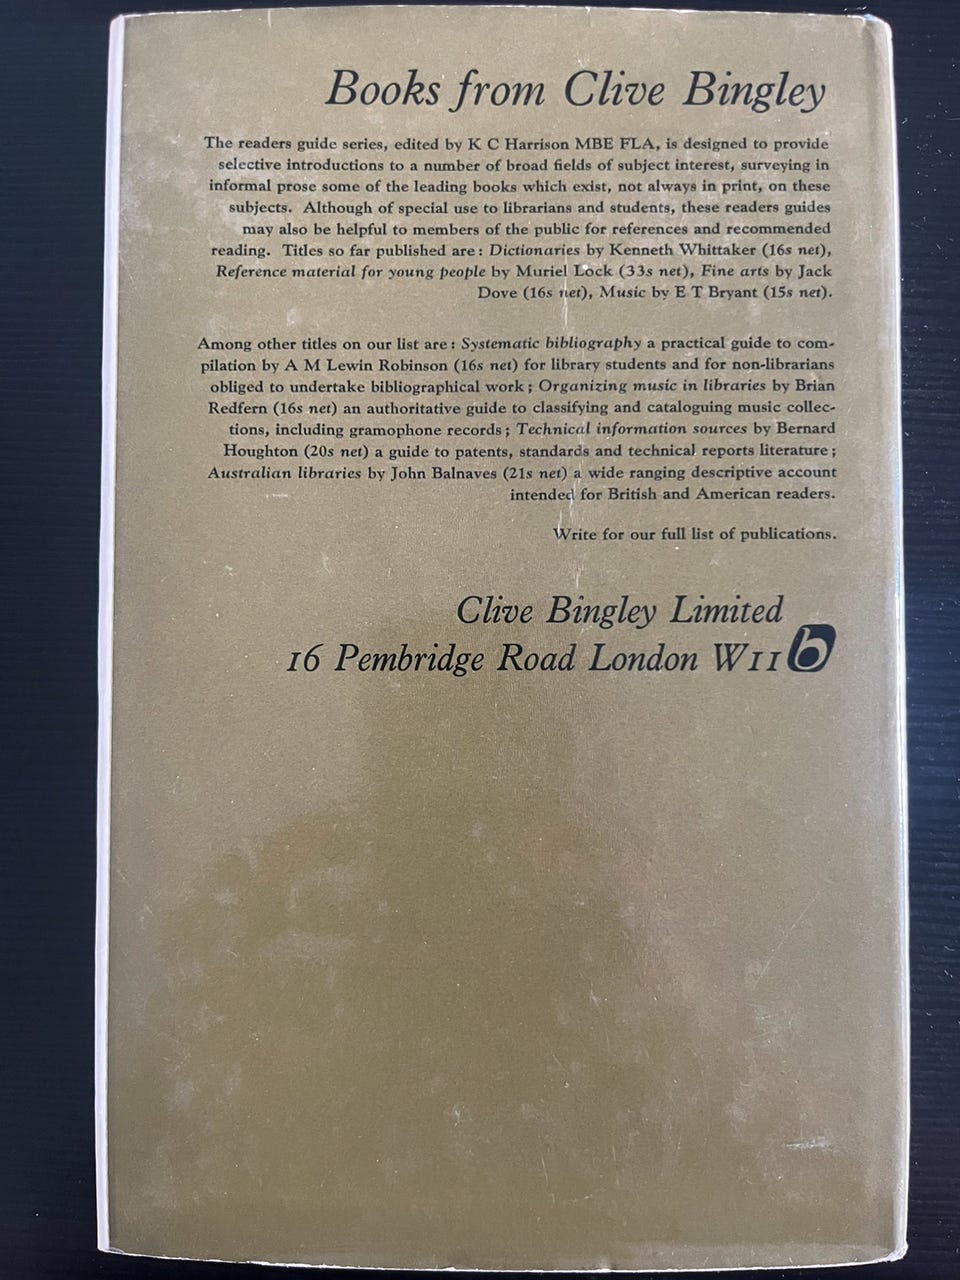 Books from Clive Bingley
The readers guide series, edited by K C Harrison MBE FLA, is designed to provide
selective introductions to a number of broad fields of subject interest, surveying in
informal prose some of the leading books which exist, not always in print, on these
subjects. Although of special use to librarians and students, these readers guides
may also be helpful to members of the public for references and recommended
reading. Titles so far published are: Dictionaries by Kenneth Whittaker (16s net),
Reference material for young people by Muriel Lock (33s net), Fine arts by Jack
Dove (16s net), Music by E T Bryant (15s net).
Among other titles on our list are: Systematic bibliography a practical guide to com-
pilation by A M Lewin Robinson (16s net) for library students and for non-librarians
obliged to undertake bibliographical work; Organizing music in libraries by Brian
Redfern (16s net) an authoritative guide to classifying and cataloguing music collec-
tions, including gramophone records; Technical information sources by Bernard
Houghton (20s net) a guide to patents, standards and technical reports literature;
Australian libraries by John Balnaves (21s net) a wide ranging descriptive account
intended for British and American readers.
Write for our full list of publications.
Clive Bingley Limited
16 Pembridge Road London W11
b